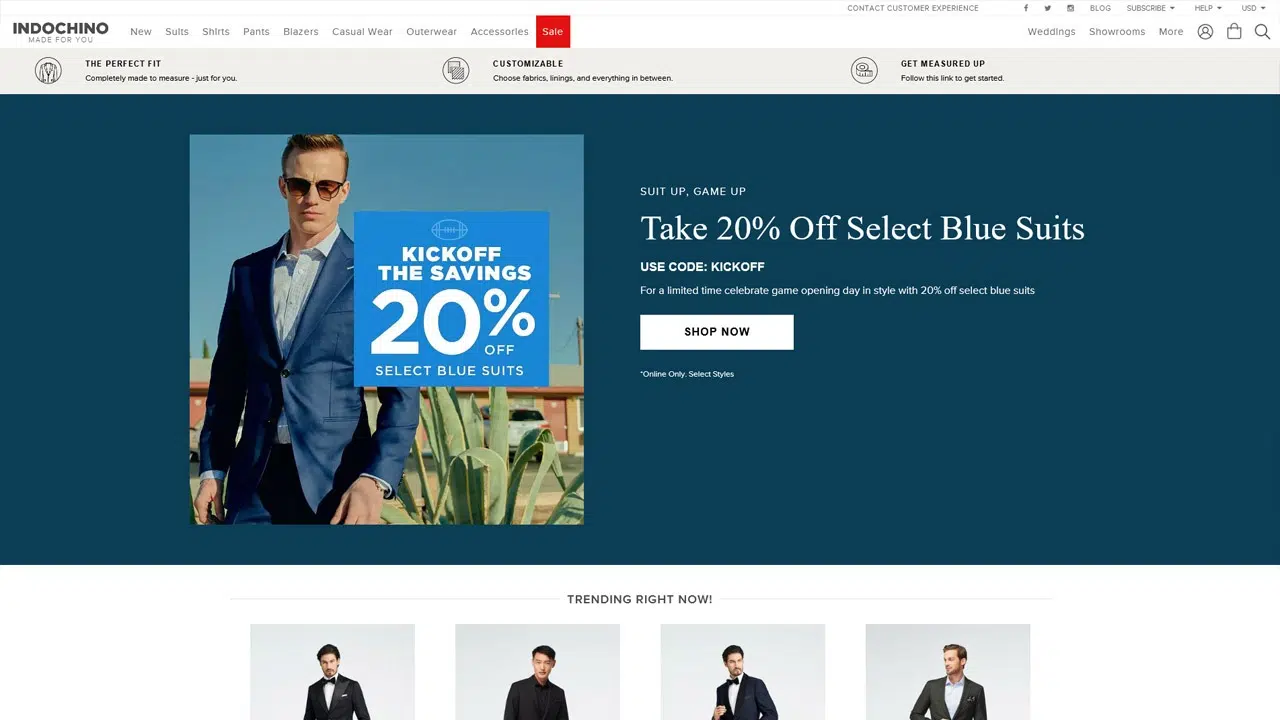 CONTACT CUSTOMER EXPERIENCE
BLOG
SUBSCRIBE
HELP
USD
INDOCHINO
MADE FOR YOU
New
Suits
Shirts
Pants
Blazers
Casual Wear
Outerwear
Accessories
Sale
Weddings
Showrooms
More
THE PERFECT FIT
Completely made to measure - just for you.
CUSTOMIZABLE
Choose fabrics, linings, and everything in between.
GET MEASURED UP
Follow this link to get started.
KICKOFF
THE SAVINGS
20%
OFF
SELECT BLUE SUITS
SUIT UP, GAME UP
Take 20% Off Select Blue Suits
USE CODE: KICKOFF
For a limited time celebrate game opening day in style with 20% off select blue suits
SHOP NOW
*Online Only. Select Styles
TRENDING RIGHT NOW!